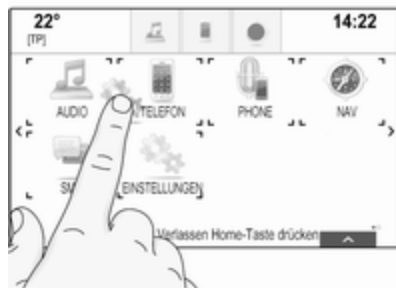 22° 14:22
[TP]
AUDIO TELEFON PHONE NAV
EINSTELLUNGEN
Verlassen Home-Taste drücken